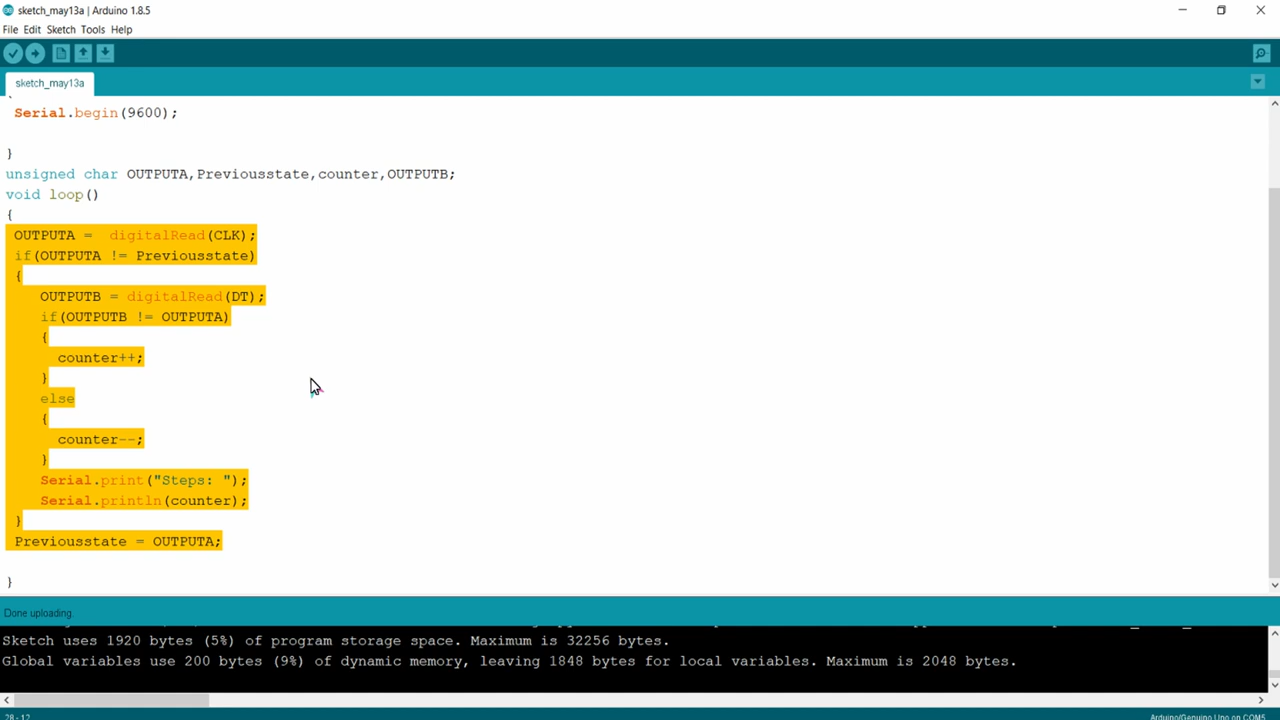 sketch_may13a | Arduino 1.8.5
File Edit Sketch Tools Help
sketch_may13a
Serial.begin(9600);
}
unsigned char OUTPUTA,Previousstate,counter,OUTPUTB;
void loop()
{
OUTPUTA =  digitalRead(CLK);
if(OUTPUTA != Previousstate)
{
OUTPUTB = digitalRead(DT);
if(OUTPUTB != OUTPUTA)
{
counter++;
}
else
{
counter--;
}
Serial.print("Steps: ");
Serial.println(counter);
}
Previousstate = OUTPUTA;
}
Done uploading.
Sketch uses 1920 bytes (5%) of program storage space. Maximum is 32256 bytes.
Global variables use 200 bytes (9%) of dynamic memory, leaving 1848 bytes for local variables. Maximum is 2048 bytes.
28 - 12 Arduino/Genuino Uno on COM5